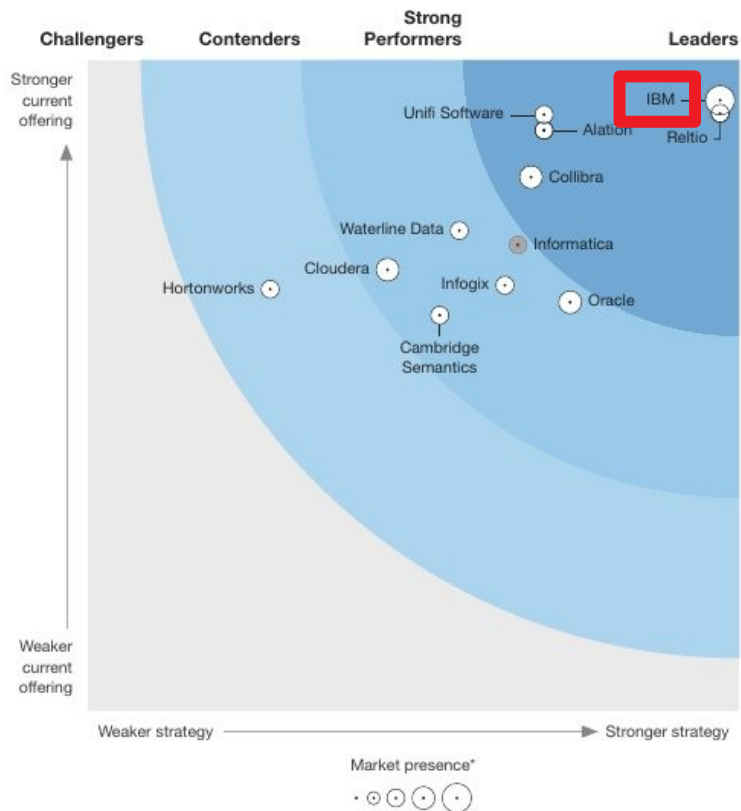 Challengers
Contenders
Strong
Performers
Leaders
Stronger
current
offering
IBM
Unifi Software
Alation
Reltio
Collibra
Waterline Data
Informatica
Cloudera
Hortonworks
Infogix
Oracle
Cambridge
Semantics
Weaker
current
offering
Weaker strategy
Stronger strategy
Market presence*